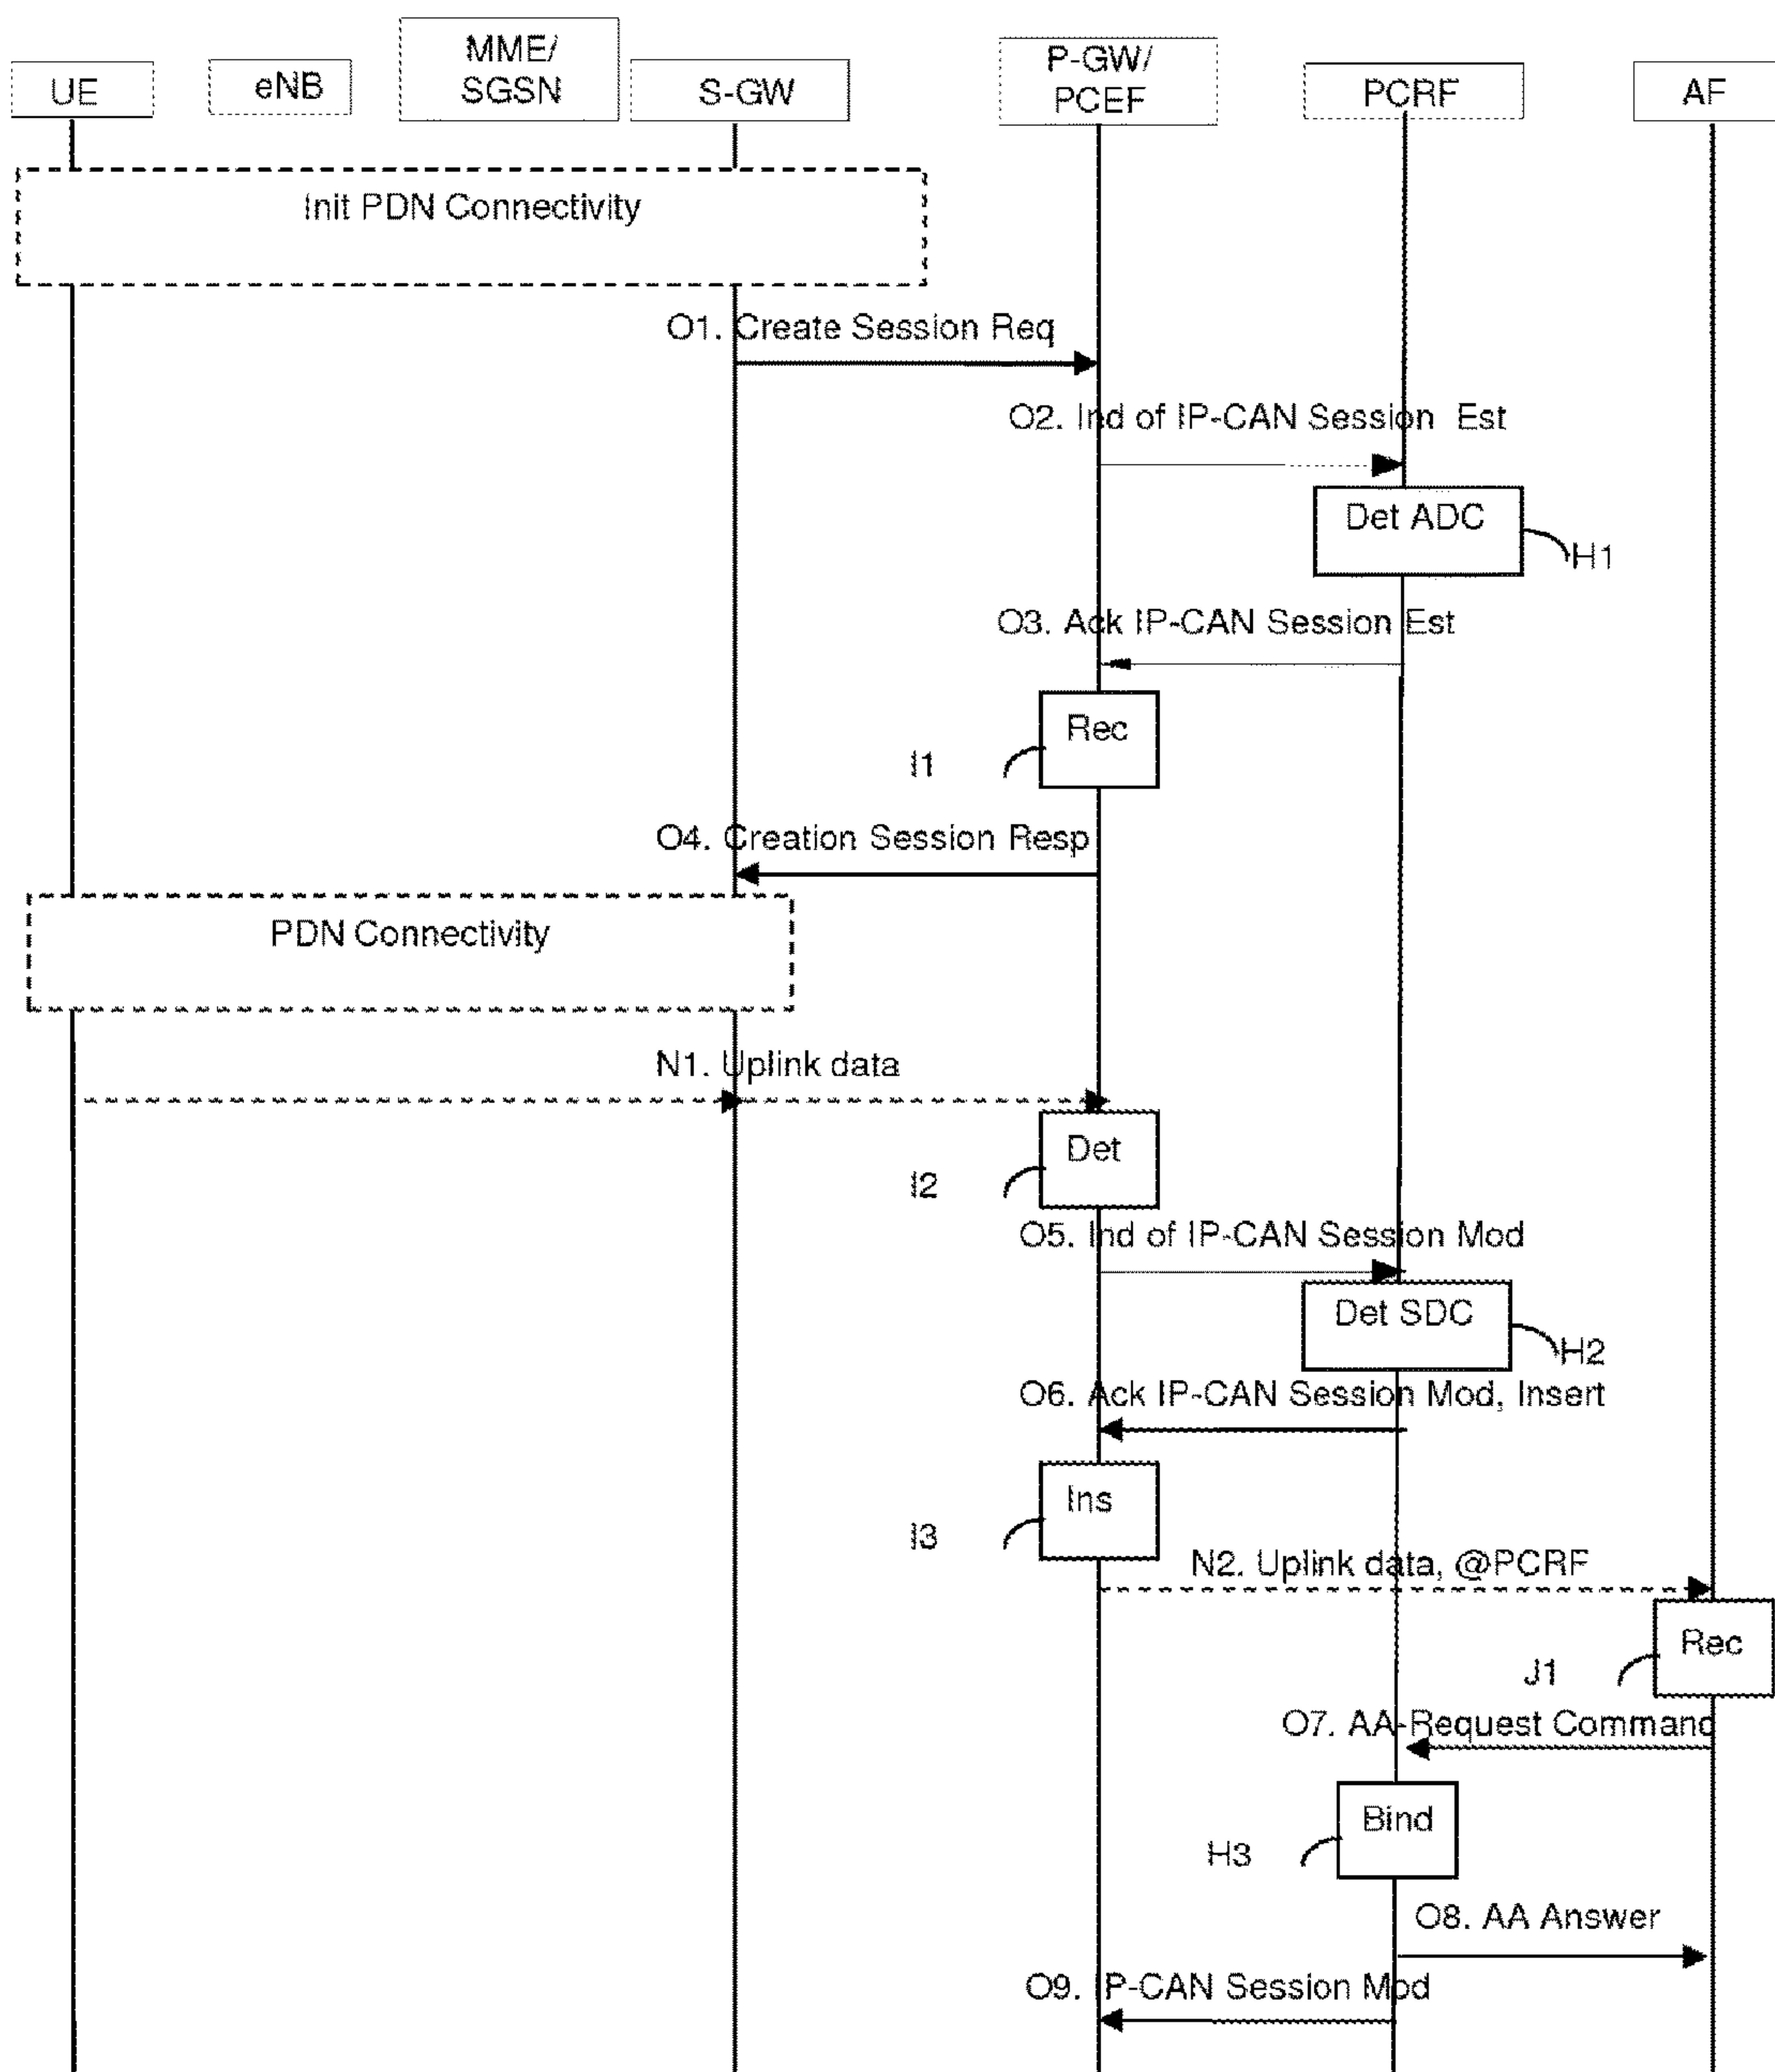 UE
eNB
MME/
SGSN
S-GW
P-GW/
PCEF
PCRF
AF
Init PDN Connectivity
O1. Create Session Req
O2. Ind of IP-CAN Session Est
Det ADC
H1
O3. Ack IP-CAN Session Est
Rec
I1
O4. Creation Session Resp
PDN Connectivity
N1. Uplink data
Det
I2
O5. Ind of IP-CAN Session Mod
Det SDC
H2
O6. Ack IP-CAN Session Mod, Insert
Ins
I3
N2. Uplink data, @PCRF
Rec
J1
O7. AA-Request Command
Bind
H3
O8. AA Answer
O9. IP-CAN Session Mod